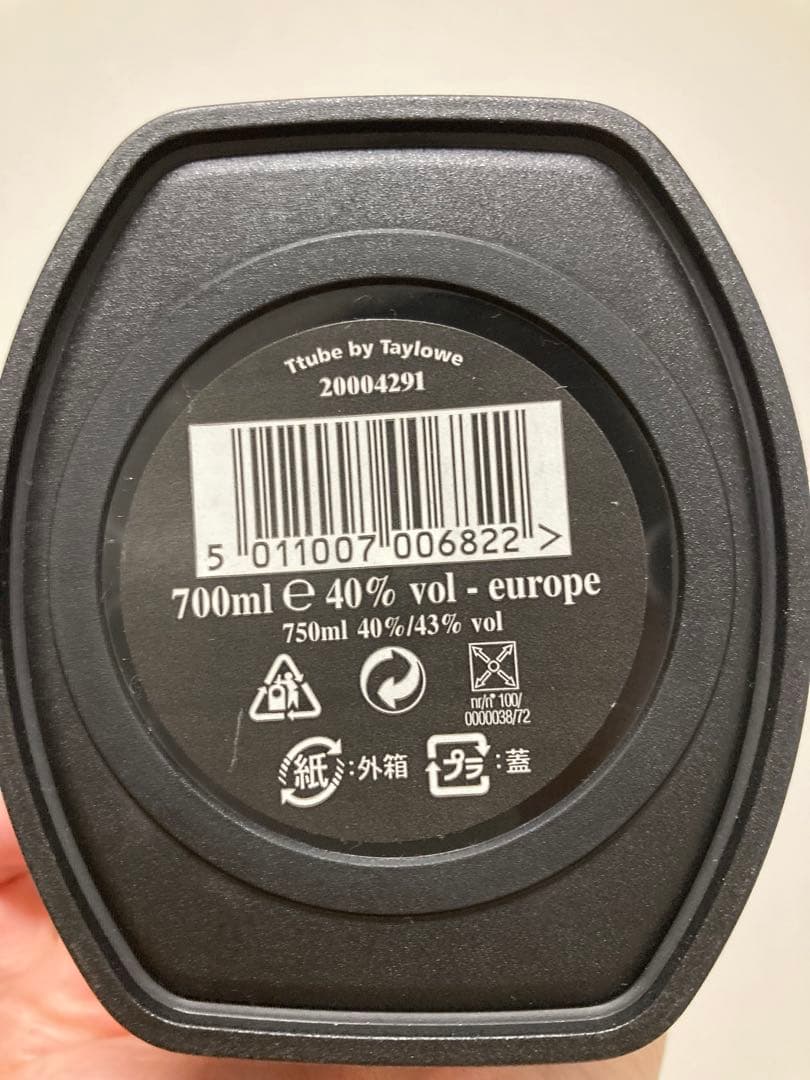 Ttube by Taylowe
20004291
5 011007 006822 >
700ml ℮ 40% vol - europe
750ml 40%/43% vol
nr/n° 100/
0000038/72
紙:外箱 プラ:蓋